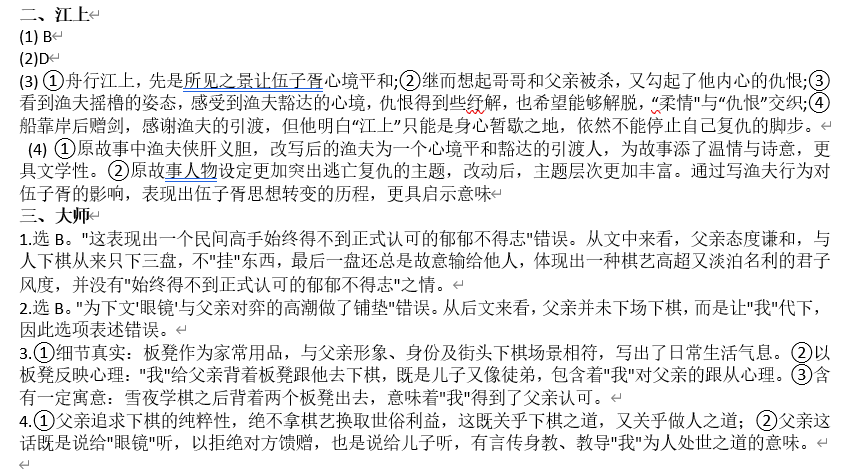 二、江上
(1) B
(2)D
(3) ①舟行江上，先是所见之景让伍子胥心境平和;②继而想起哥哥和父亲被杀，又勾起了他内心的仇恨;③
看到渔夫摇橹的姿态，感受到渔夫豁达的心境，仇恨得到些纾解，也希望能够解脱，“柔情"与“仇恨”交织;④
船靠岸后赠剑，感谢渔夫的引渡，但他明白“江上”只能是身心暂歇之地，依然不能停止自己复仇的脚步。
(4) ①原故事中渔夫侠肝义胆，改写后的渔夫为一个心境平和豁达的引渡人，为故事添了温情与诗意，更
具文学性。②原故事人物设定更加突出逃亡复仇的主题，改动后，主题层次更加丰富。通过写渔夫行为对
伍子胥的影响，表现出伍子胥思想转变的历程，更具启示意味
三、大师
1.选 B。"这表现出一个民间高手始终得不到正式认可的郁郁不得志"错误。从文中来看，父亲态度谦和，与
人下棋从来只下三盘，不"挂"东西，最后一盘还总是故意输给他人，体现出一种棋艺高超又淡泊名利的君子
风度，并没有"始终得不到正式认可的郁郁不得志"之情。
2.选 B。"为下文'眼镜'与父亲对弈的高潮做了铺垫"错误。从后文来看，父亲并未下场下棋，而是让"我"代下，
因此选项表述错误。
3.①细节真实：板凳作为家常用品，与父亲形象、身份及街头下棋场景相符，写出了日常生活气息。②以
板凳反映心理："我"给父亲背着板凳跟他去下棋，既是儿子又像徒弟，包含着"我"对父亲的跟从心理。③含
有一定寓意：雪夜学棋之后背着两个板凳出去，意味着"我"得到了父亲认可。
4.①父亲追求下棋的纯粹性，绝不拿棋艺换取世俗利益，这既关乎下棋之道，又关乎做人之道；②父亲这
话既是说给"眼镜"听，以拒绝对方馈赠，也是说给儿子听，有言传身教、教导"我"为人处世之道的意味。